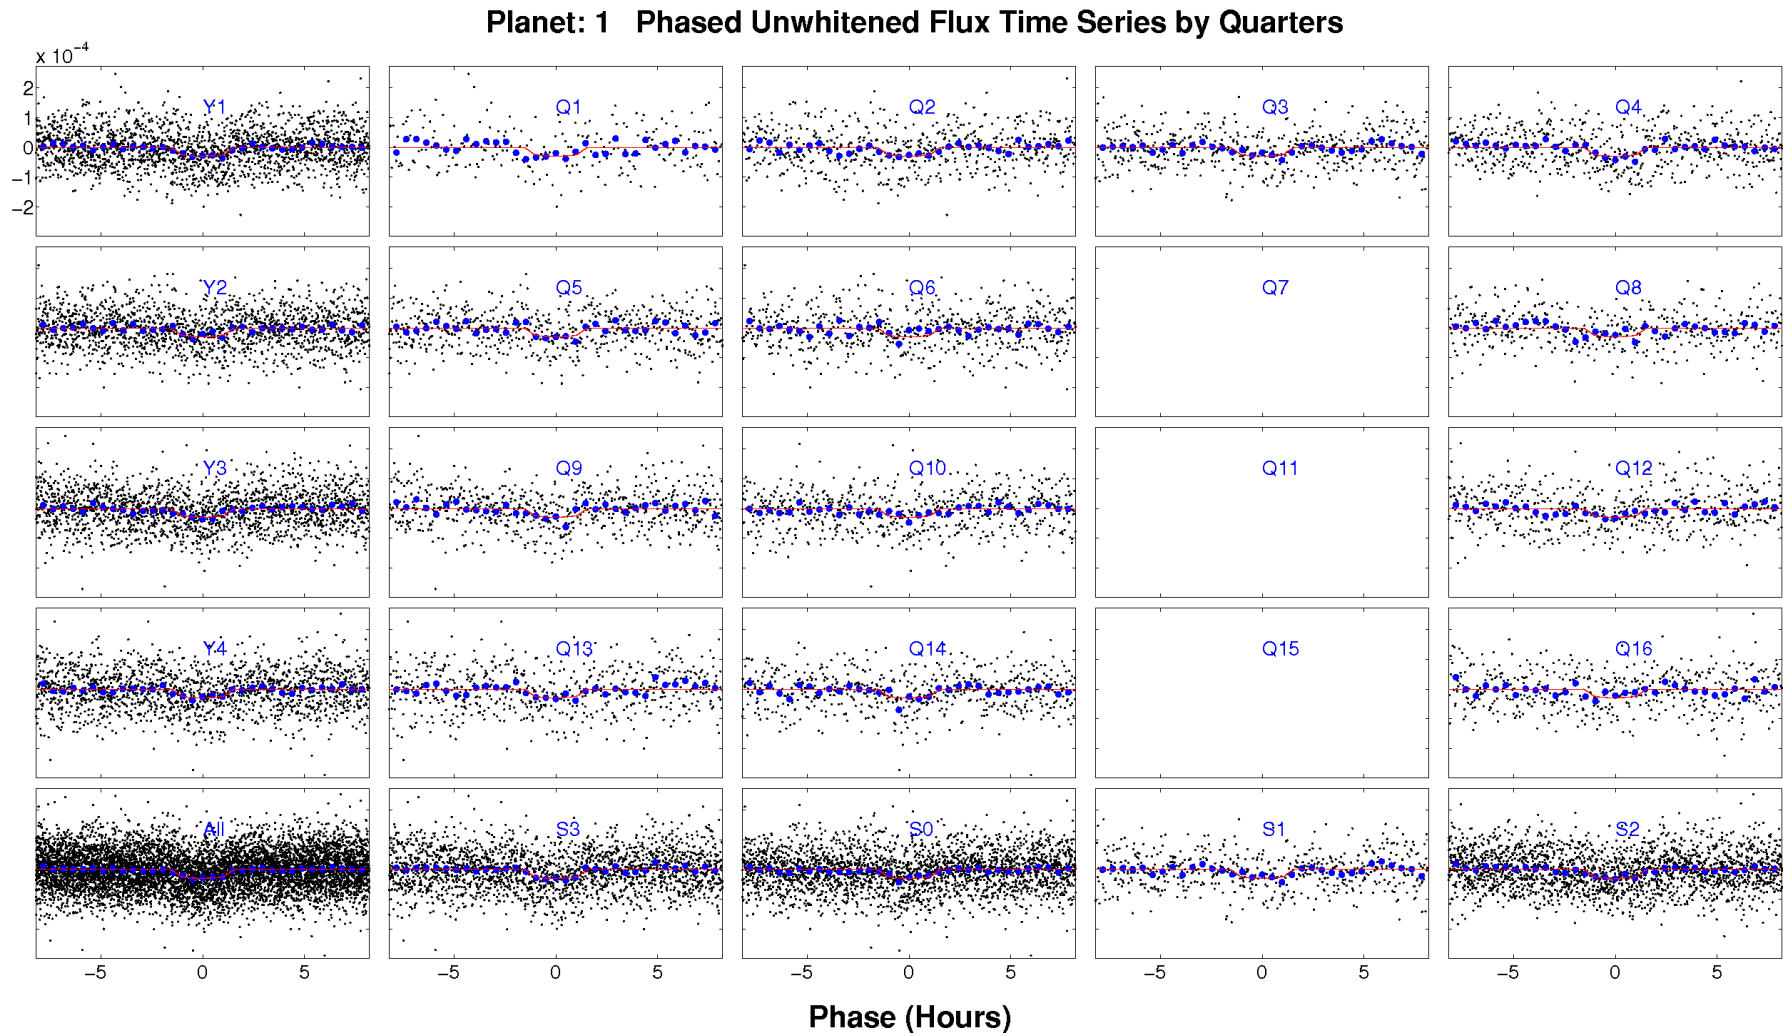 Planet: 1 Phased Unwhitened Flux Time Series by Quarters
x 10⁻⁴
Y1 Q1 Q2 Q3 Q4
2
1
0
−1
−2
Y2 Q5 Q6 Q7 Q8
Y3 Q9 Q10 Q11 Q12
Y4 Q13 Q14 Q15 Q16
All S3 S0 S1 S2
−5 0 5 −5 0 5 −5 0 5 −5 0 5 −5 0 5
Phase (Hours)